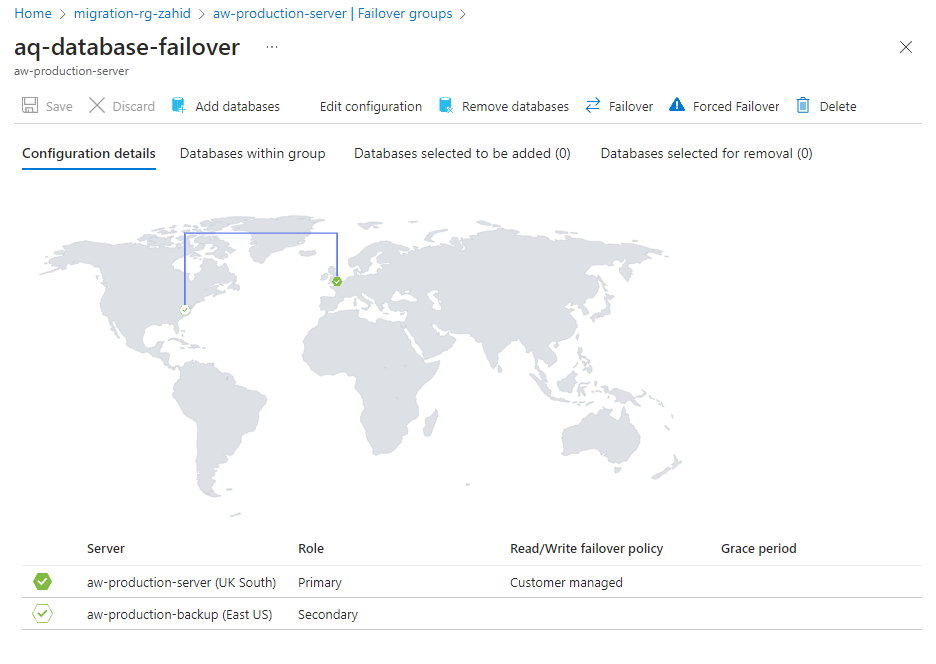 Home > migration-rg-zahid > aw-production-server | Failover groups >
aq-database-failover ...
aw-production-server
Save Discard Add databases Edit configuration Remove databases Failover Forced Failover Delete
Configuration details Databases within group Databases selected to be added (0) Databases selected for removal (0)
Server Role Read/Write failover policy Grace period
aw-production-server (UK South) Primary Customer managed
aw-production-backup (East US) Secondary